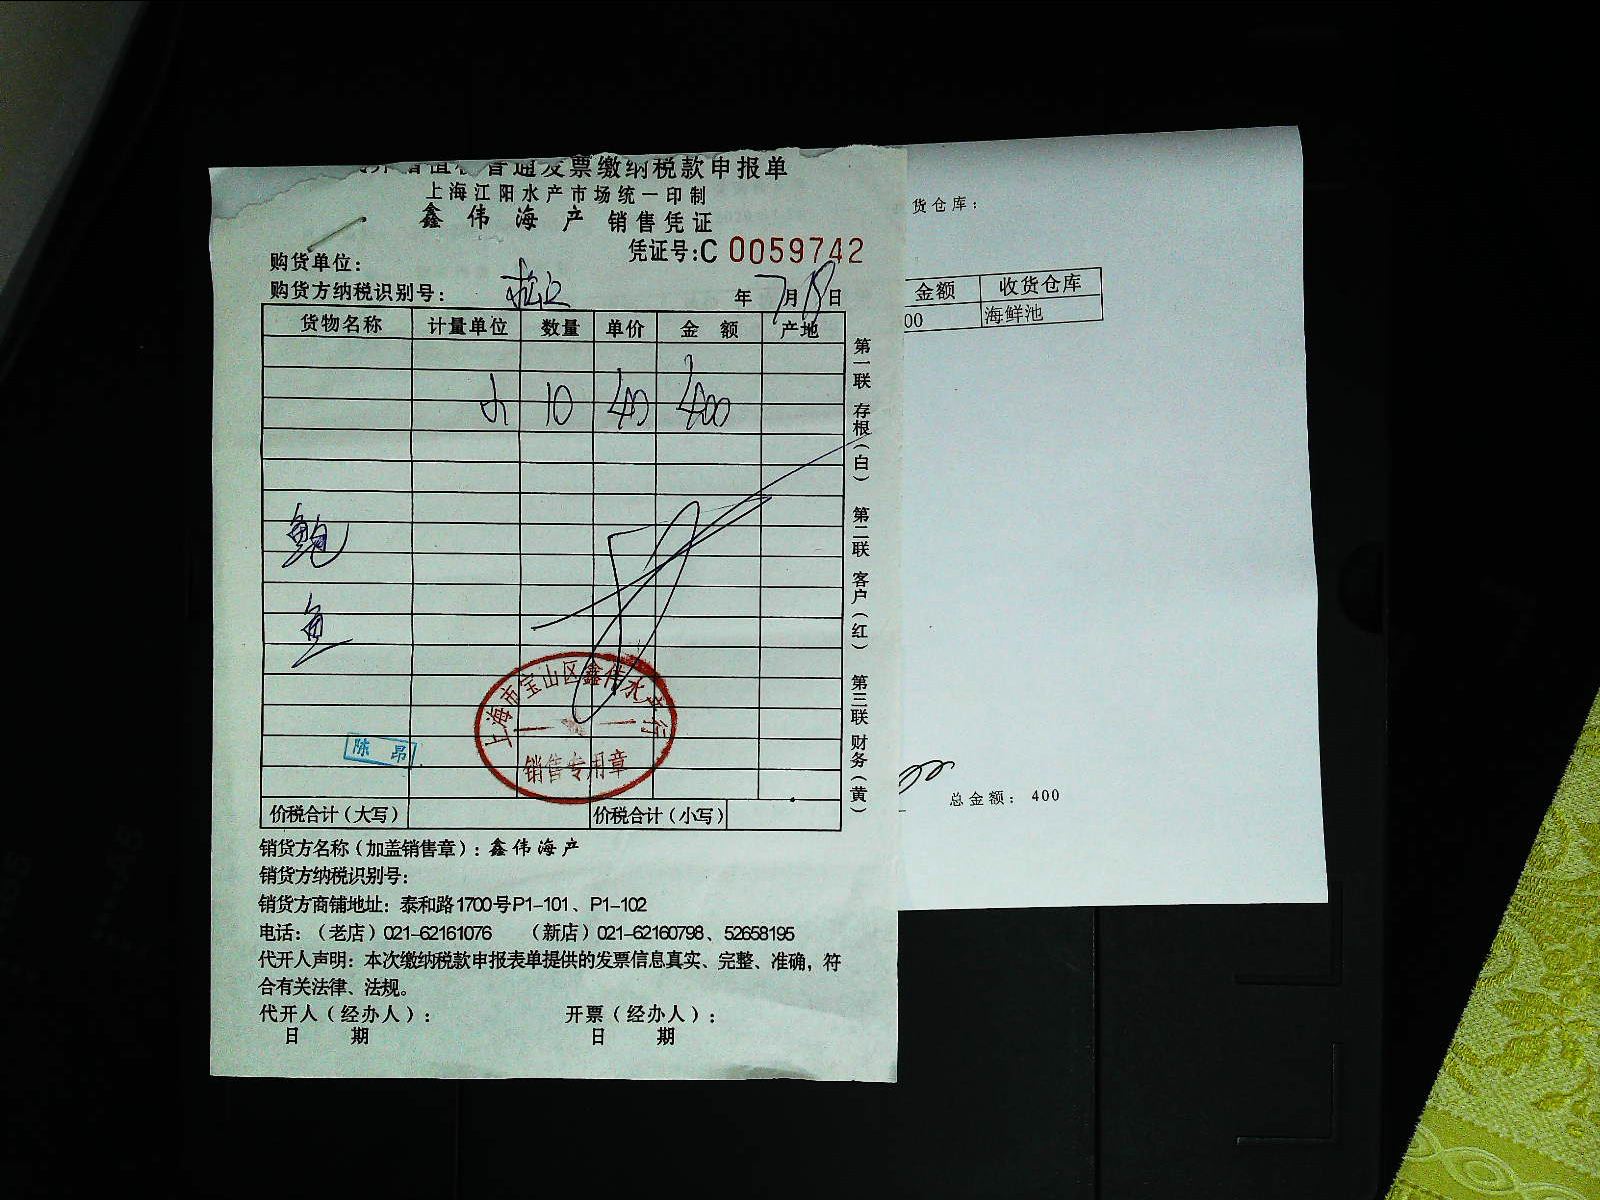 普通发票缴纳税款申报单
上海江阳水产市场统一印制
鑫伟海产 销售凭证
凭证号:C 0059742
购货单位:
购货方纳税识别号:
年 7月18日
货物名称 计量单位 数量 单价 金额 产地
10 40 400
鲍
鱼
第一联 存根(白) 第二联 客户(红) 第三联 财务(黄)
上海市宝山区鑫伟水产行
销售专用章
陈昂
价税合计(大写) 价税合计(小写)
销货方名称(加盖销售章):鑫伟海产
销货方纳税识别号:
销货方商铺地址:泰和路1700号P1-101、P1-102
电话:(老店)021-62161076 (新店)021-62160798、52658195
代开人声明:本次缴纳税款申报表单提供的发票信息真实、完整、准确,符
合有关法律、法规。
代开人(经办人): 开票(经办人):
日期 日期
货仓库:
金额 收货仓库
00 海鲜池
总金额: 400